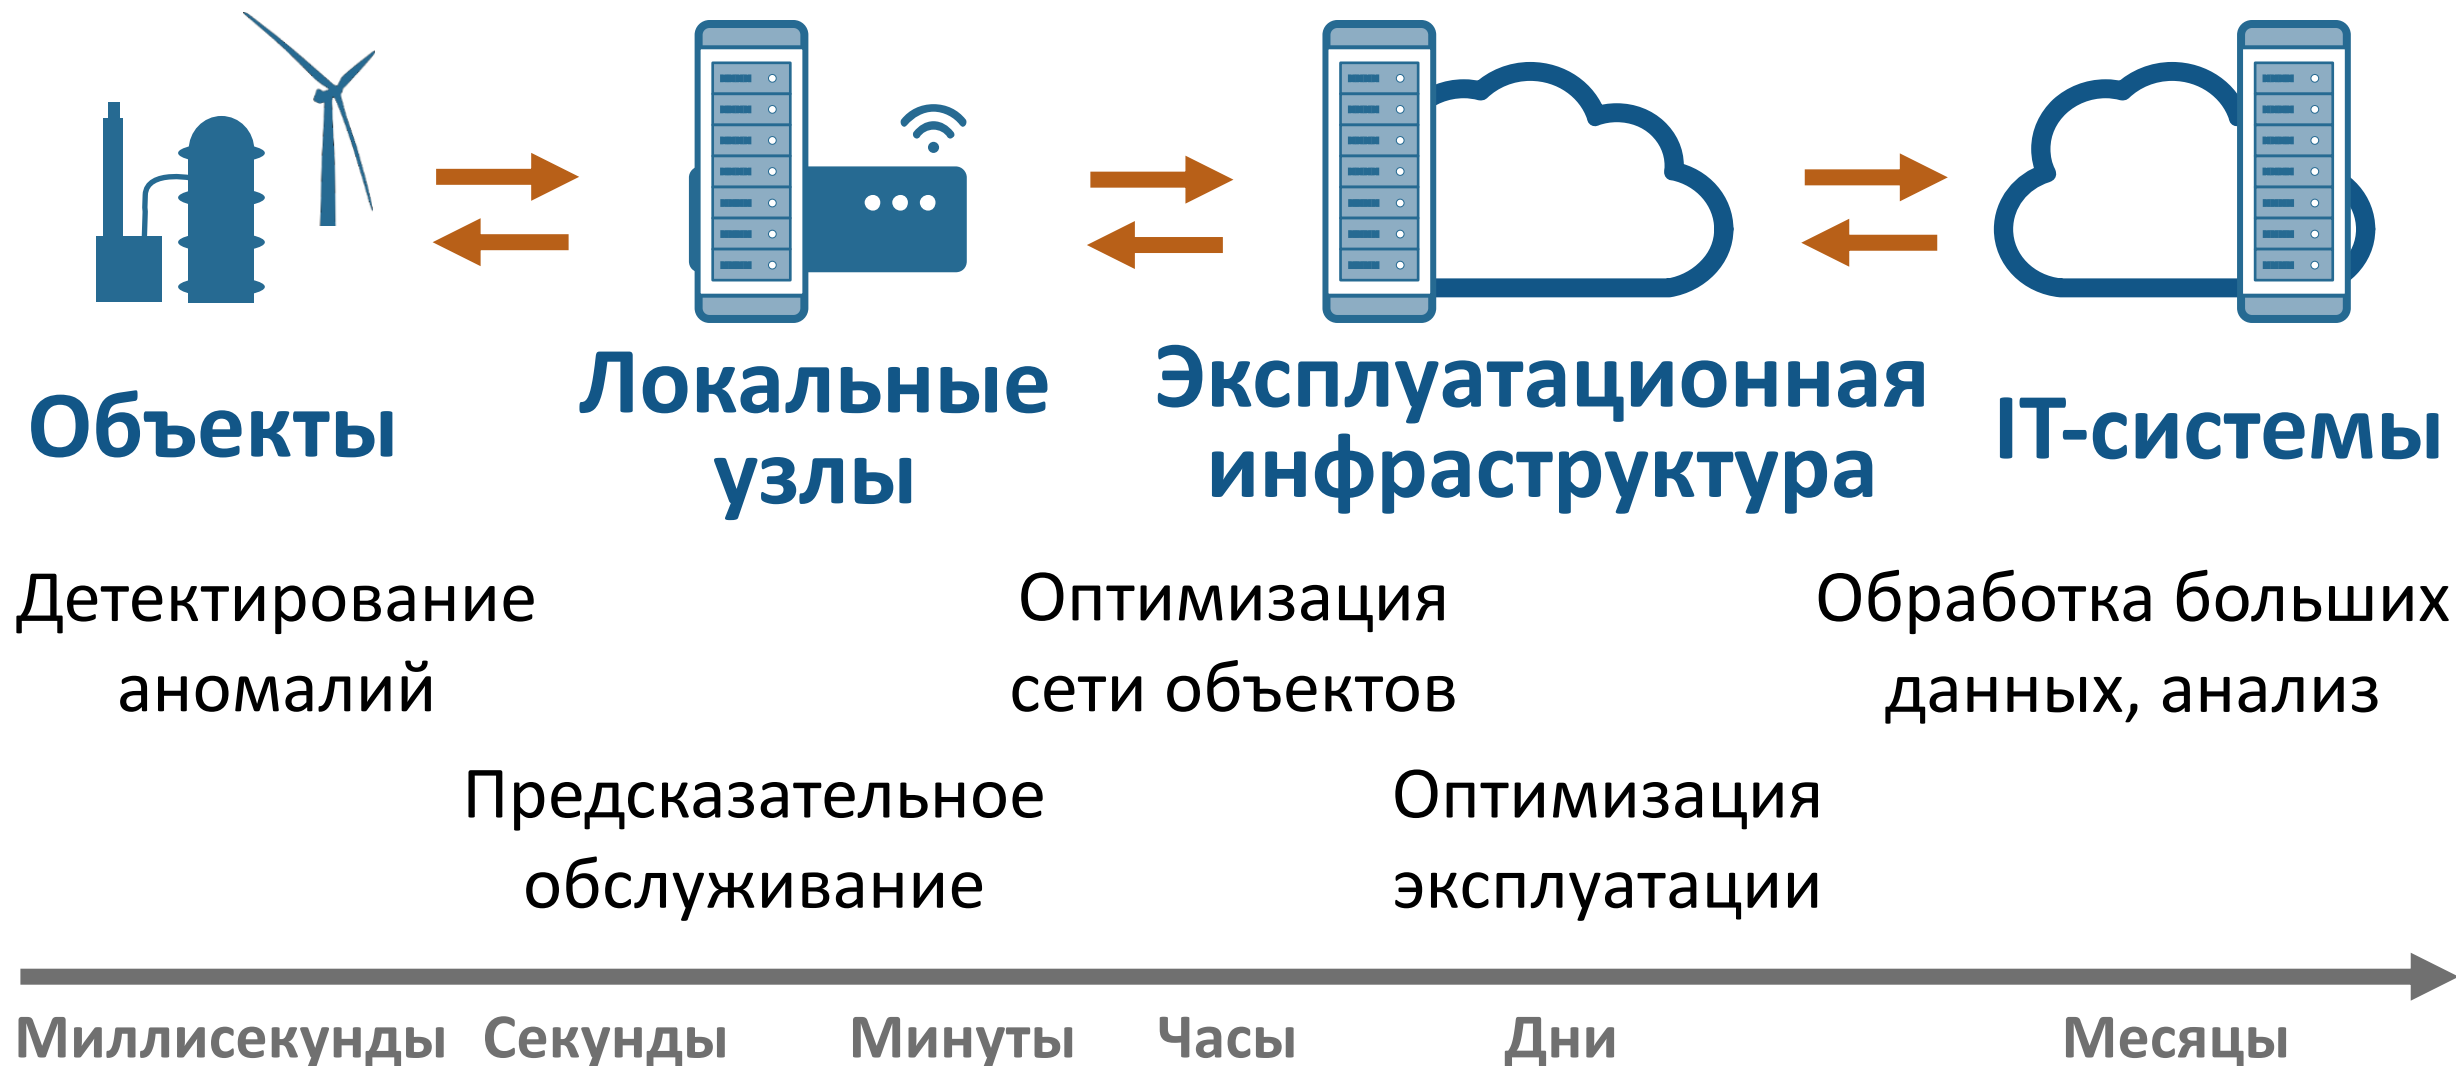 Объекты
Локальные
узлы
Эксплуатационная
инфраструктура
IT-системы
Детектирование
аномалий
Предсказательное
обслуживание
Оптимизация
сети объектов
Оптимизация
эксплуатации
Обработка больших
данных, анализ
Миллисекунды Секунды Минуты Часы Дни Месяцы